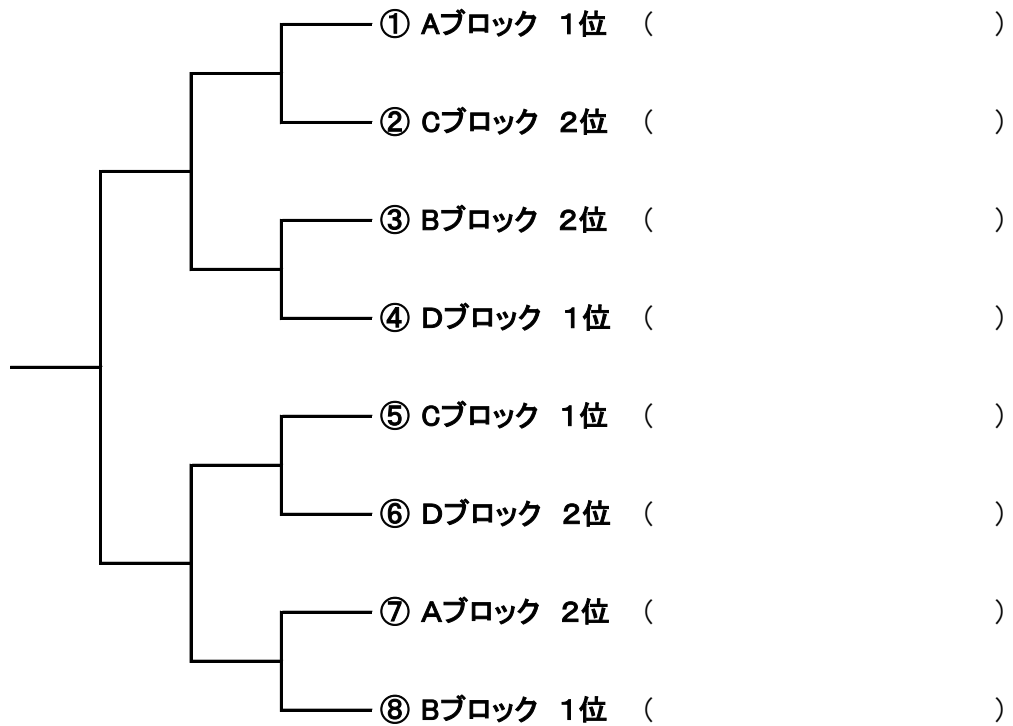 ① Aブロック　１位　（　　　　　　　　　　）
② Cブロック　２位　（　　　　　　　　　　）
③ Bブロック　２位　（　　　　　　　　　　）
④ Dブロック　１位　（　　　　　　　　　　）
⑤ Cブロック　１位　（　　　　　　　　　　）
⑥ Dブロック　２位　（　　　　　　　　　　）
⑦ Aブロック　２位　（　　　　　　　　　　）
⑧ Bブロック　１位　（　　　　　　　　　　）